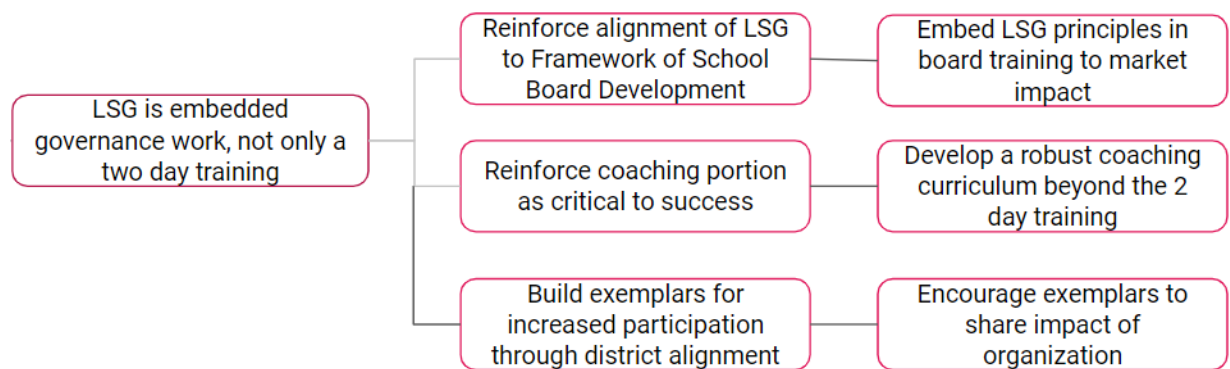 LSG is embedded
governance work, not only a
two day training
Reinforce alignment of LSG
to Framework of School
Board Development
Embed LSG principles in
board training to market
impact
Reinforce coaching portion
as critical to success
Develop a robust coaching
curriculum beyond the 2
day training
Build exemplars for
increased participation
through district alignment
Encourage exemplars to
share impact of
organization